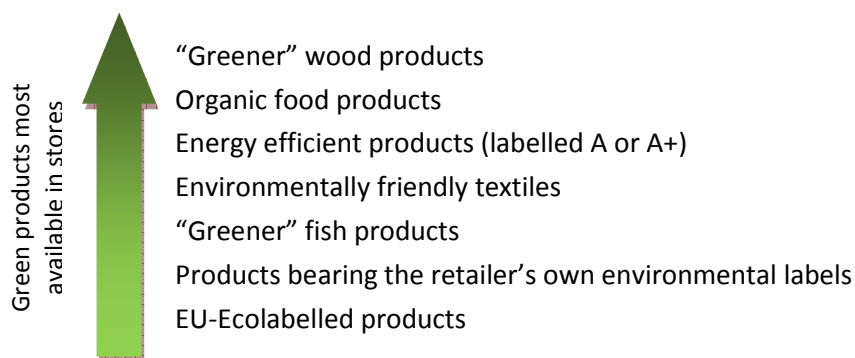 Green products most
available in stores
“Greener” wood products
Organic food products
Energy efficient products (labelled A or A+)
Environmentally friendly textiles
“Greener” fish products
Products bearing the retailer’s own environmental labels
EU-Ecolabelled products